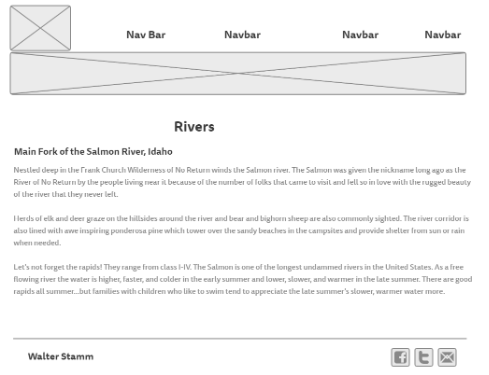 Nav Bar Navbar Navbar Navbar
Rivers
Main Fork of the Salmon River, Idaho
Nestled deep in the Frank Church Wilderness of No Return winds the Salmon river. The Salmon was given the nickname long ago as the
River of No Return by the people living near it because of the number of folks that came to visit and fell so in love with the rugged beauty
of the river that they never left.
Herds of elk and deer graze on the hillsides around the river and bear and bighorn sheep are also commonly sighted. The river corridor is
also lined with awe inspiring ponderosa pine which tower over the sandy beaches in the campsites and provide shelter from sun or rain
when needed.
Let's not forget the rapids! They range from class I-IV. The Salmon is one of the longest undammed rivers in the United States. As a free
flowing river the water is higher, faster, and colder in the early summer and lower, slower, and warmer in the late summer. There are good
rapids all summer...but families with children who like to swim tend to appreciate the late summer's slower, warmer water more.
Walter Stamm